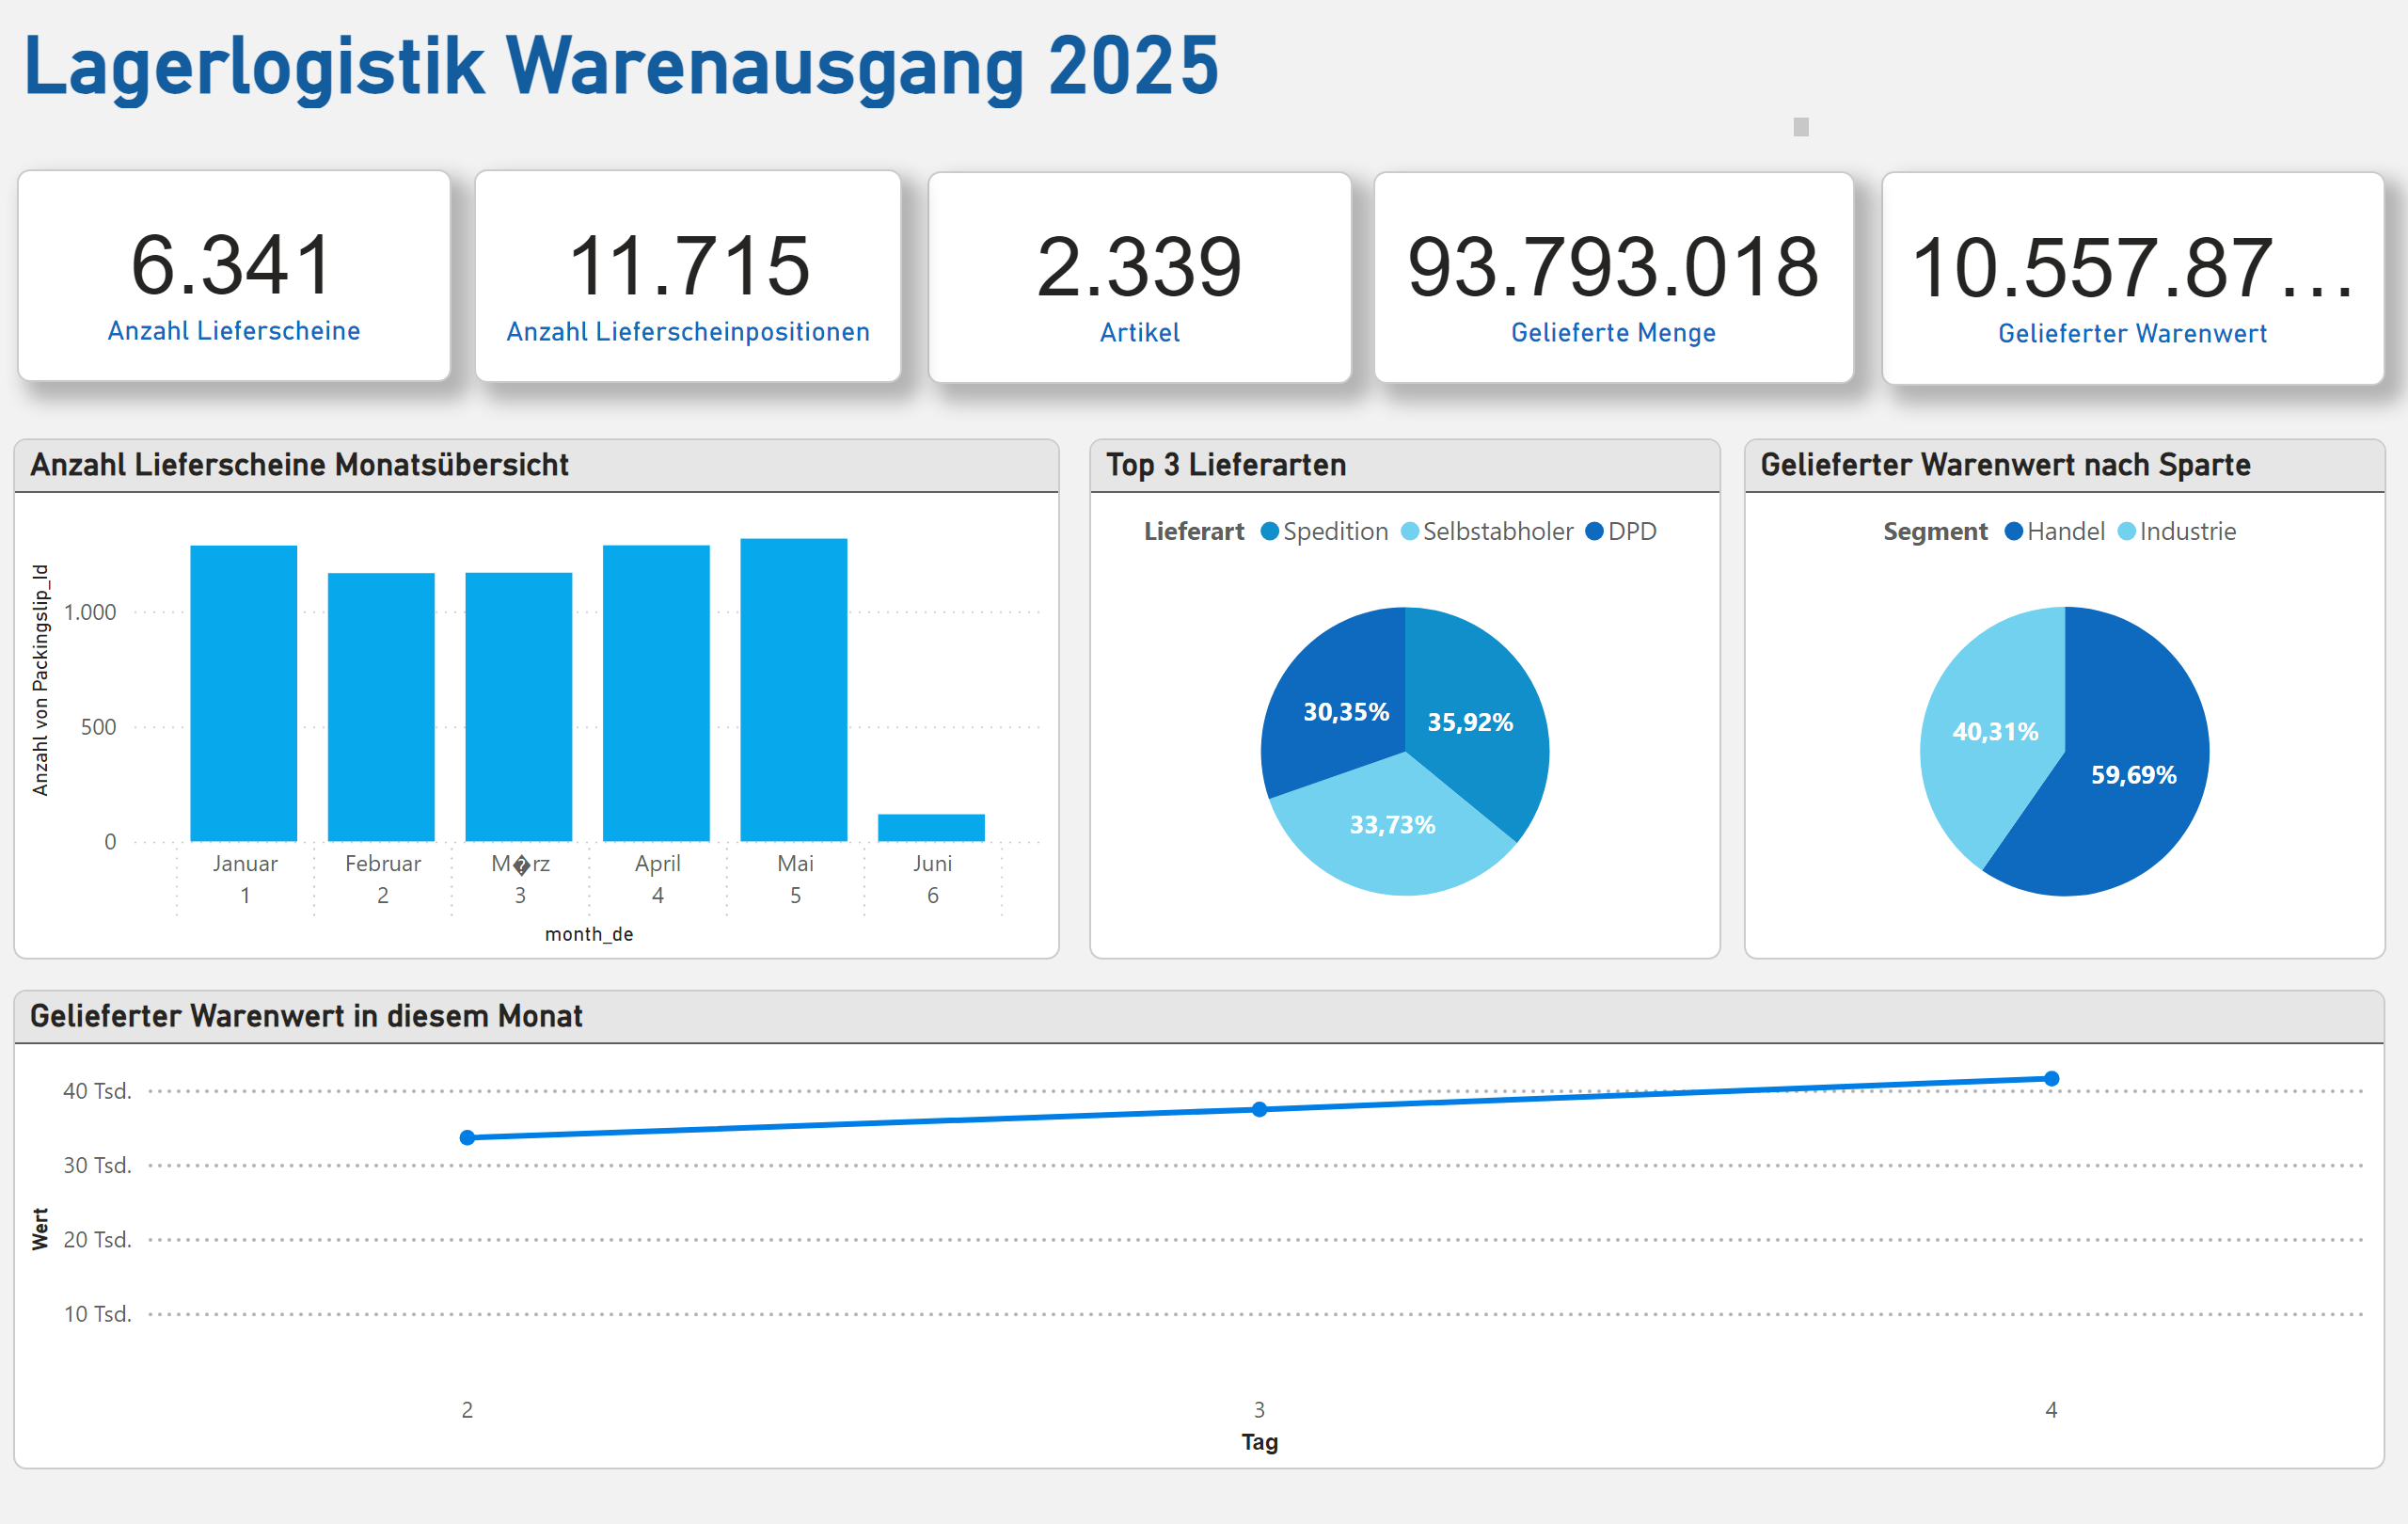 Lagerlogistik Warenausgang 2025
6.341
Anzahl Lieferscheine
11.715
Anzahl Lieferscheinpositionen
2.339
Artikel
93.793.018
Gelieferte Menge
10.557.87...
Gelieferter Warenwert
Anzahl Lieferscheine Monatsübersicht
Anzahl von Packingslip_Id
1.000
500
0
Januar Februar M�rz April Mai Juni
1 2 3 4 5 6
month_de
Top 3 Lieferarten
Lieferart Spedition Selbstabholer DPD
30,35% 35,92%
33,73%
Gelieferter Warenwert nach Sparte
Segment Handel Industrie
40,31%
59,69%
Gelieferter Warenwert in diesem Monat
Wert
40 Tsd.
30 Tsd.
20 Tsd.
10 Tsd.
2 3 4
Tag